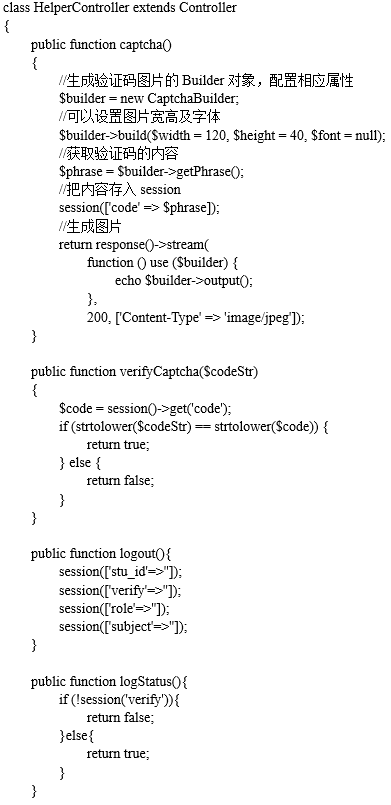 class HelperController extends Controller
{
    public function captcha()
    {
        //生成验证码图片的 Builder 对象，配置相应属性
        $builder = new CaptchaBuilder;
        //可以设置图片宽高及字体
        $builder->build($width = 120, $height = 40, $font = null);
        //获取验证码的内容
        $phrase = $builder->getPhrase();
        //把内容存入 session
        session(['code' => $phrase]);
        //生成图片
        return response()->stream(
            function () use ($builder) {
                echo $builder->output();
            },
            200, ['Content-Type' => 'image/jpeg']);
    }

    public function verifyCaptcha($codeStr)
    {
        $code = session()->get('code');
        if (strtolower($codeStr) == strtolower($code)) {
            return true;
        } else {
            return false;
        }
    }

    public function logout(){
        session(['stu_id'=>'']);
        session(['verify'=>'']);
        session(['role'=>'']);
        session(['subject'=>'']);
    }

    public function logStatus(){
        if (!session('verify')){
            return false;
        }else{
            return true;
        }
    }